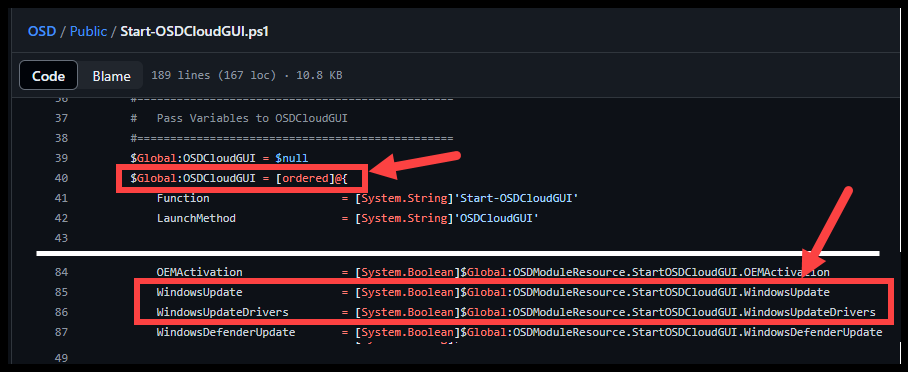 OSD / Public / Start-OSDCloudGUI.ps1
Code Blame 189 lines (167 loc) · 10.8 KB
36 #================================================
37 # Pass Variables to OSDCloudGUI
38 #================================================
39 $Global:OSDCloudGUI = $null
40 $Global:OSDCloudGUI = [ordered]@{
41 Function = [System.String]'Start-OSDCloudGUI'
42 LaunchMethod = [System.String]'OSDCloudGUI'
43
84 OEMActivation = [System.Boolean]$Global:OSDModuleResource.StartOSDCloudGUI.OEMActivation
85 WindowsUpdate = [System.Boolean]$Global:OSDModuleResource.StartOSDCloudGUI.WindowsUpdate
86 WindowsUpdateDrivers = [System.Boolean]$Global:OSDModuleResource.StartOSDCloudGUI.WindowsUpdateDrivers
87 WindowsDefenderUpdate = [System.Boolean]$Global:OSDModuleResource.StartOSDCloudGUI.WindowsDefenderUpdate
49